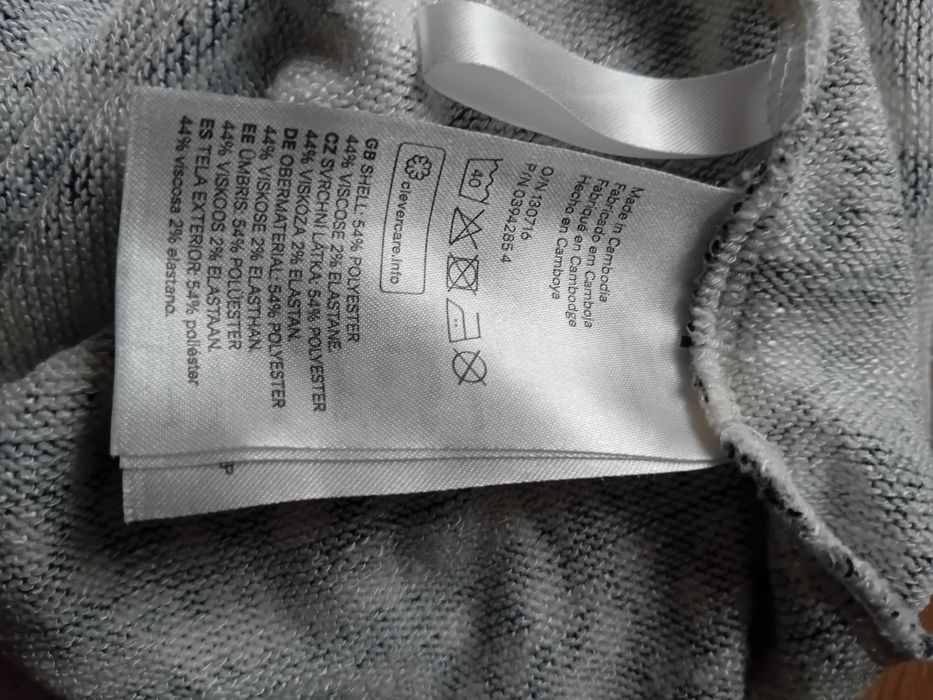 Made in Cambodia
Fabricado em Camboja
Fabriqué en Cambodge
Hecho en Camboya
O/N 130716
P/N 0394285 4
40
clevercare.info
GB SHELL: 54% POLYESTER
44% VISCOSE 2% ELASTANE.
CZ SVRCHNI LÁTKA: 54% POLYESTER
44% VISKOZA 2% ELASTAN.
DE OBERMATERIAL: 54% POLYESTER
44% VISKOSE 2% ELASTHAN.
EE ÜMBRIS 54% POLÜESTER
44% VISKOOS 2% ELASTAAN.
ES TELA EXTERIOR: 54% poliéster
44% viscosa 2% elastano.